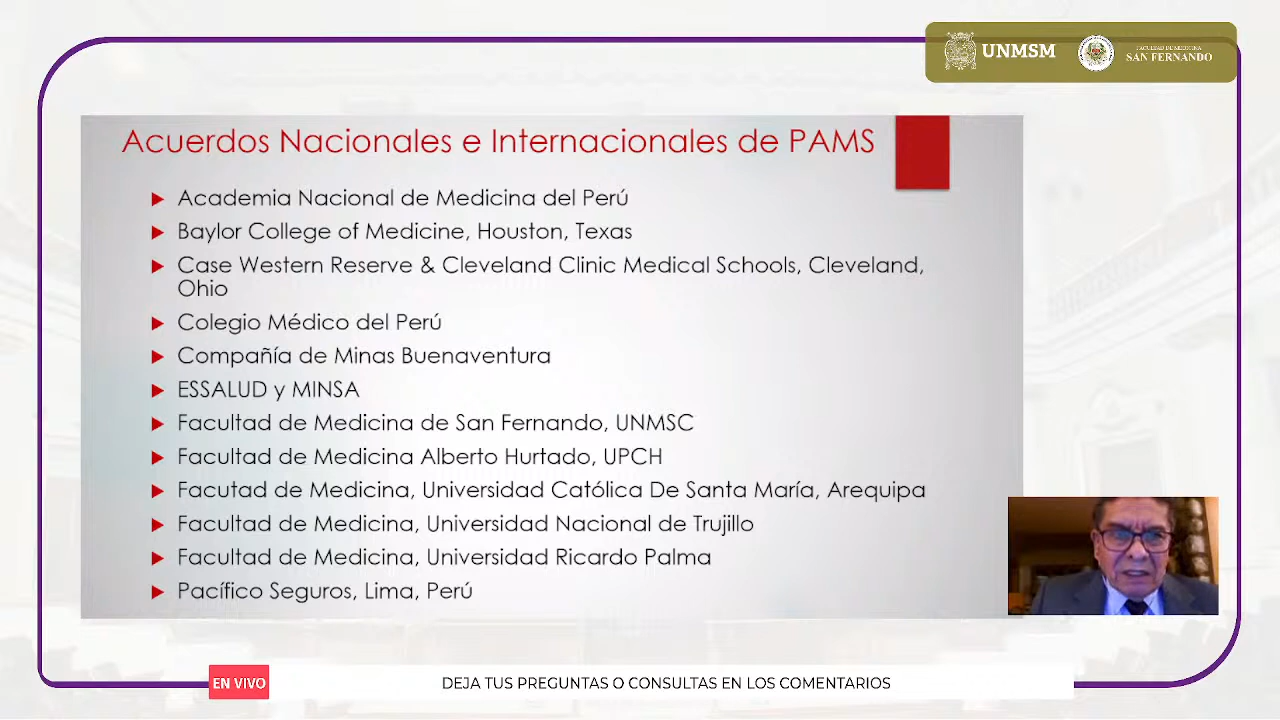 UNMSM
FACULTAD DE MEDICINA
SAN FERNANDO
Acuerdos Nacionales e Internacionales de PAMS
Academia Nacional de Medicina del Perú
Baylor College of Medicine, Houston, Texas
Case Western Reserve & Cleveland Clinic Medical Schools, Cleveland,
Ohio
Colegio Médico del Perú
Compañía de Minas Buenaventura
ESSALUD y MINSA
Facultad de Medicina de San Fernando, UNMSC
Facultad de Medicina Alberto Hurtado, UPCH
Facutad de Medicina, Universidad Católica De Santa María, Arequipa
Facultad de Medicina, Universidad Nacional de Trujillo
Facultad de Medicina, Universidad Ricardo Palma
Pacífico Seguros, Lima, Perú
EN VIVO
DEJA TUS PREGUNTAS O CONSULTAS EN LOS COMENTARIOS